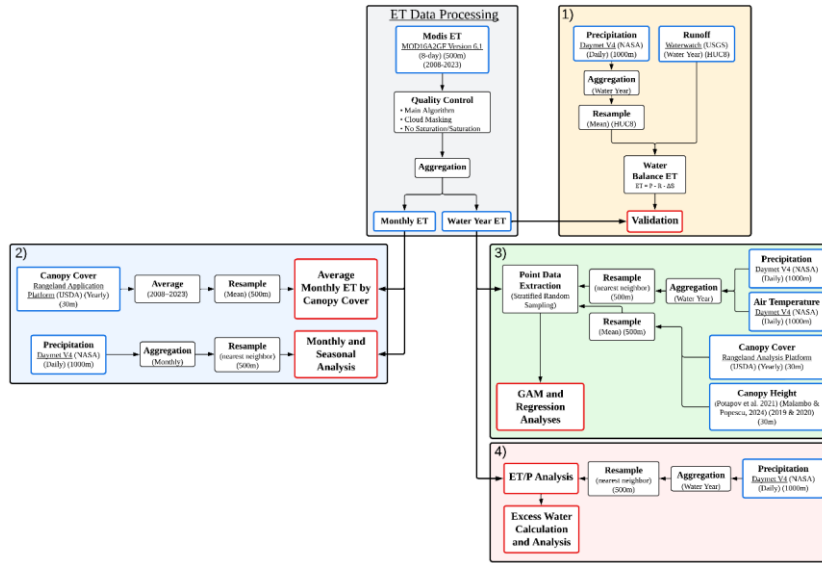 ET Data Processing
Modis ET
MOD16A2GF Version 6.1
(8-day) (500m)
(2008-2023)
Quality Control
• Main Algorithm
• Cloud Masking
• No Saturation/Saturation
Aggregation
Monthly ET
Water Year ET
1)
Precipitation
Daymet V4 (NASA)
(Daily) (1000m)
Runoff
Waterwatch (USGS)
(Water Year) (HUC8)
Aggregation
(Water Year)
Resample
(Mean) (HUC8)
Water
Balance ET
ET = P - R - ΔS
Validation
2)
Canopy Cover
Rangeland Application
Platform (USDA) (Yearly)
(30m)
Average
(2008–2023)
Resample
(Mean) (500m)
Average
Monthly ET by
Canopy Cover
Precipitation
Daymet V4 (NASA)
(Daily) (1000m)
Aggregation
(Monthly)
Resample
(nearest neighbor)
(500m)
Monthly and
Seasonal
Analysis
3)
Point Data
Extraction
(Stratified Random
Sampling)
Resample
(nearest neighbor)
(500m)
Aggregation
(Water Year)
Precipitation
Daymet V4 (NASA)
(Daily) (1000m)
Air Temperature
Daymet V4 (NASA)
(Daily) (1000m)
Resample
(Mean) (500m)
Canopy Cover
Rangeland Analysis Platform
(USDA) (Yearly) (30m)
Canopy Height
(Potapov et al. 2021) (Malambo &
Popescu, 2024) (2019 & 2020)
(30m)
GAM and
Regression
Analyses
4)
ET/P Analysis
Resample
(nearest neighbor)
(500m)
Aggregation
(Water Year)
Precipitation
Daymet V4 (NASA)
(Daily) (1000m)
Excess Water
Calculation
and Analysis